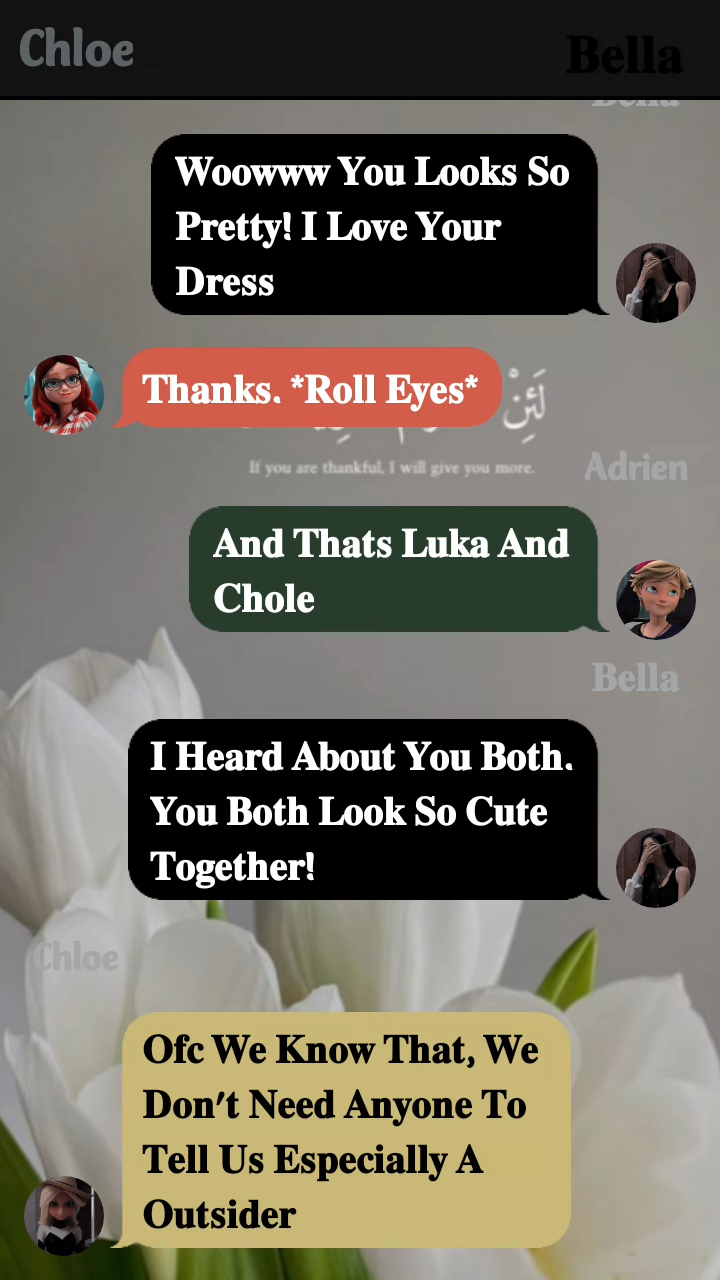 Chloe
Bella
Bella
Woowww You Looks So
Pretty! I Love Your
Dress
Thanks. *Roll Eyes*
لَئِنْ
If you are thankful, I will give you more.
Adrien
And Thats Luka And
Chole
Bella
I Heard About You Both.
You Both Look So Cute
Together!
Chloe
Ofc We Know That, We
Don't Need Anyone To
Tell Us Especially A
Outsider